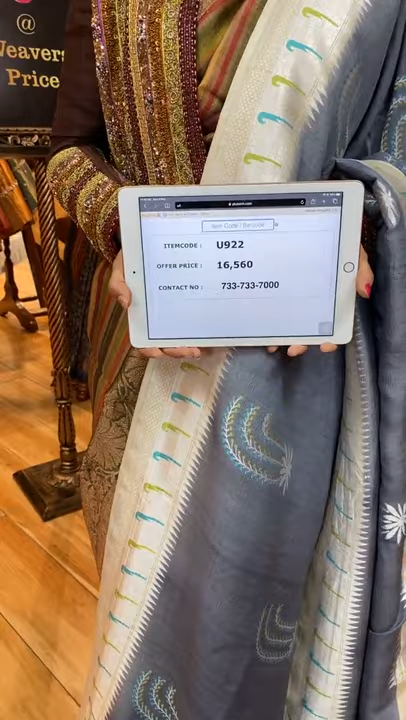 @
Weavers
Price
Item Code / Barcode
ITEMCODE : U922
OFFER PRICE : 16,560
CONTACT NO : 733-733-7000